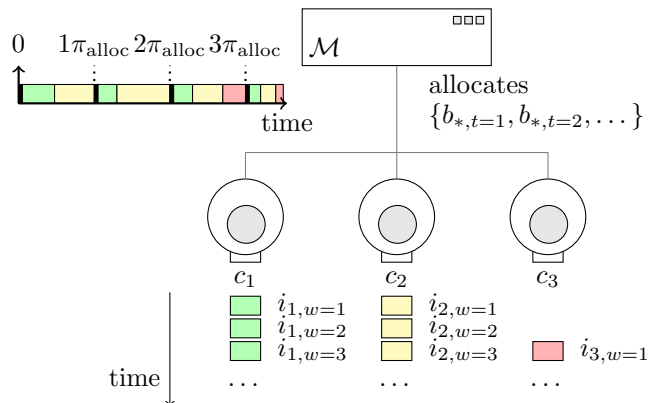 0 1π_alloc 2π_alloc 3π_alloc
time
ℳ
allocates
{b_{*,t=1}, b_{*,t=2}, . . . }
c_1 c_2 c_3
i_{1,w=1} i_{2,w=1}
i_{1,w=2} i_{2,w=2}
i_{1,w=3} i_{2,w=3} i_{3,w=1}
time . . . . . . . . .